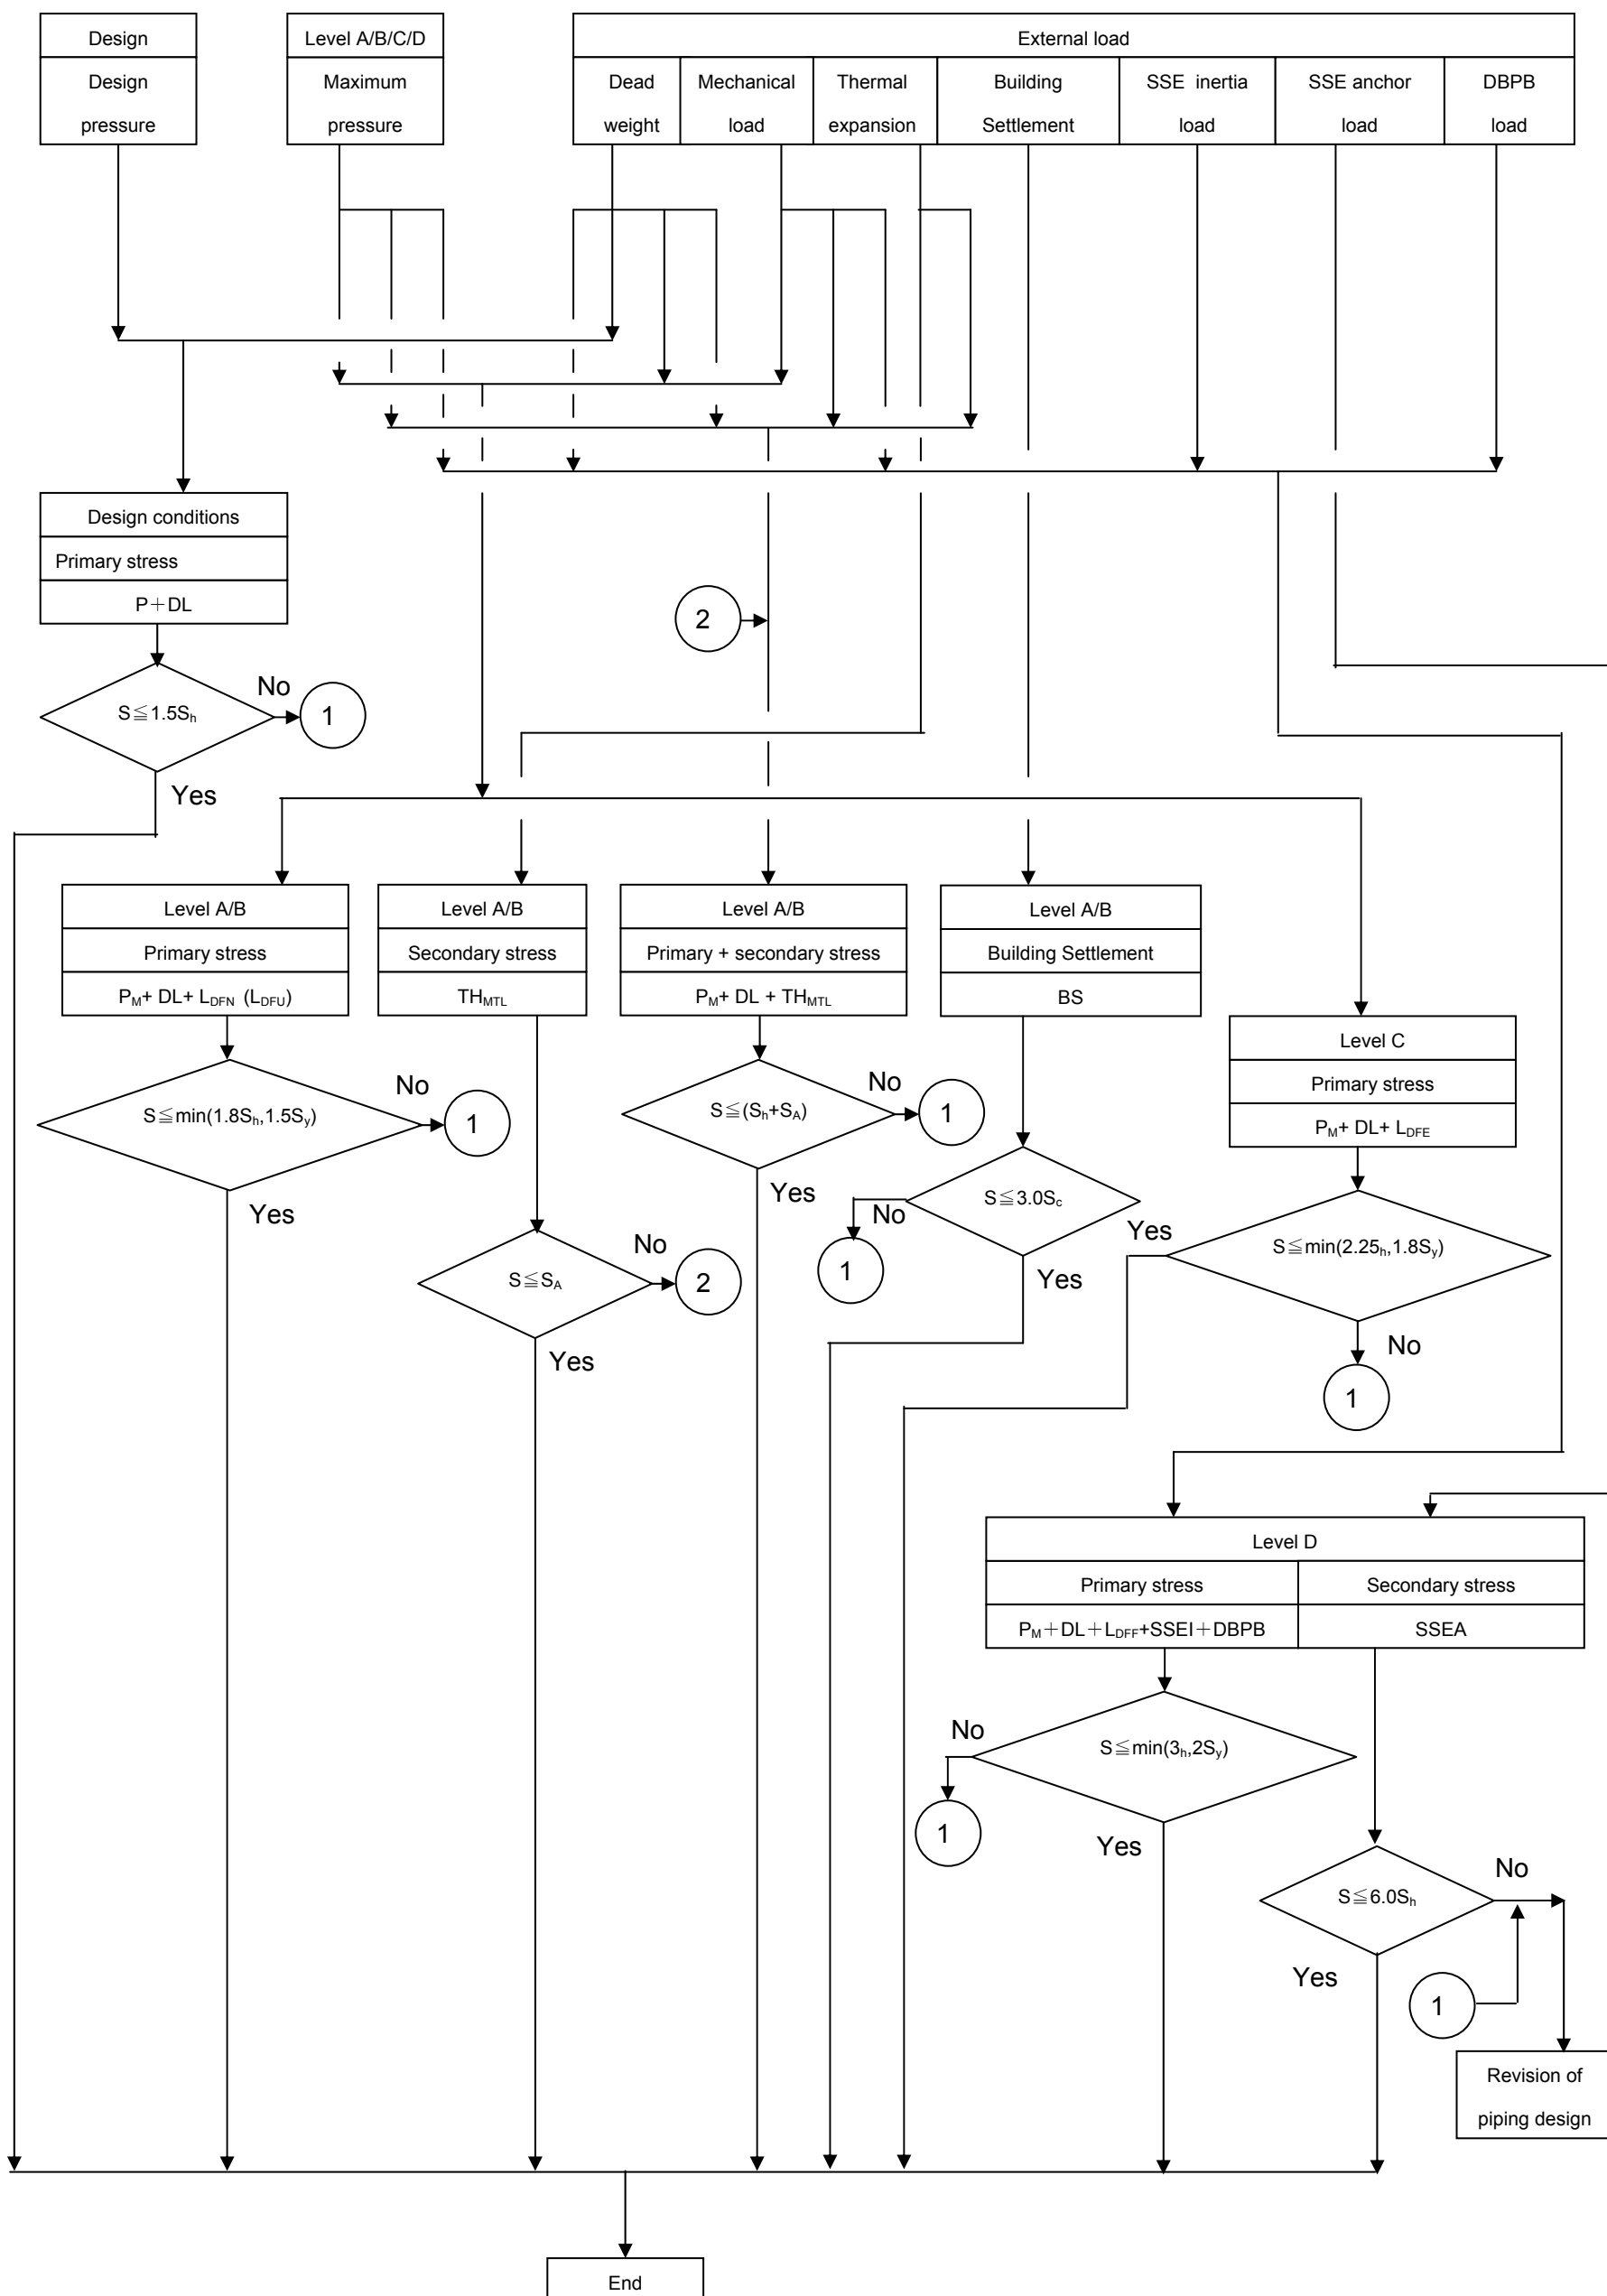 Design
Level A/B/C/D
External load
Design
pressure
Maximum
pressure
Dead
weight
Mechanical
load
Thermal
expansion
Building
Settlement
SSE inertia
load
SSE anchor
load
DBPB
load
Design conditions
Primary stress
P+DL
2
S≦1.5Sh
No
1
Yes
Level A/B
Primary stress
PM+ DL+ LDFN (LDFU)
Level A/B
Secondary stress
THMTL
Level A/B
Primary + secondary stress
PM+ DL + THMTL
Level A/B
Building Settlement
BS
Level C
Primary stress
PM+ DL+ LDFE
S≦min(1.8Sh,1.5Sy)
No
1
Yes
S≦(Sh+SA)
No
1
Yes
S≦3.0Sc
No
1
Yes
S≦min(2.25h,1.8Sy)
Yes
No
1
S≦SA
No
2
Yes
Level D
Primary stress
Secondary stress
PM+DL+LDFF+SSEI+DBPB
SSEA
S≦min(3h,2Sy)
No
1
Yes
S≦6.0Sh
No
Yes
1
Revision of
piping design
End